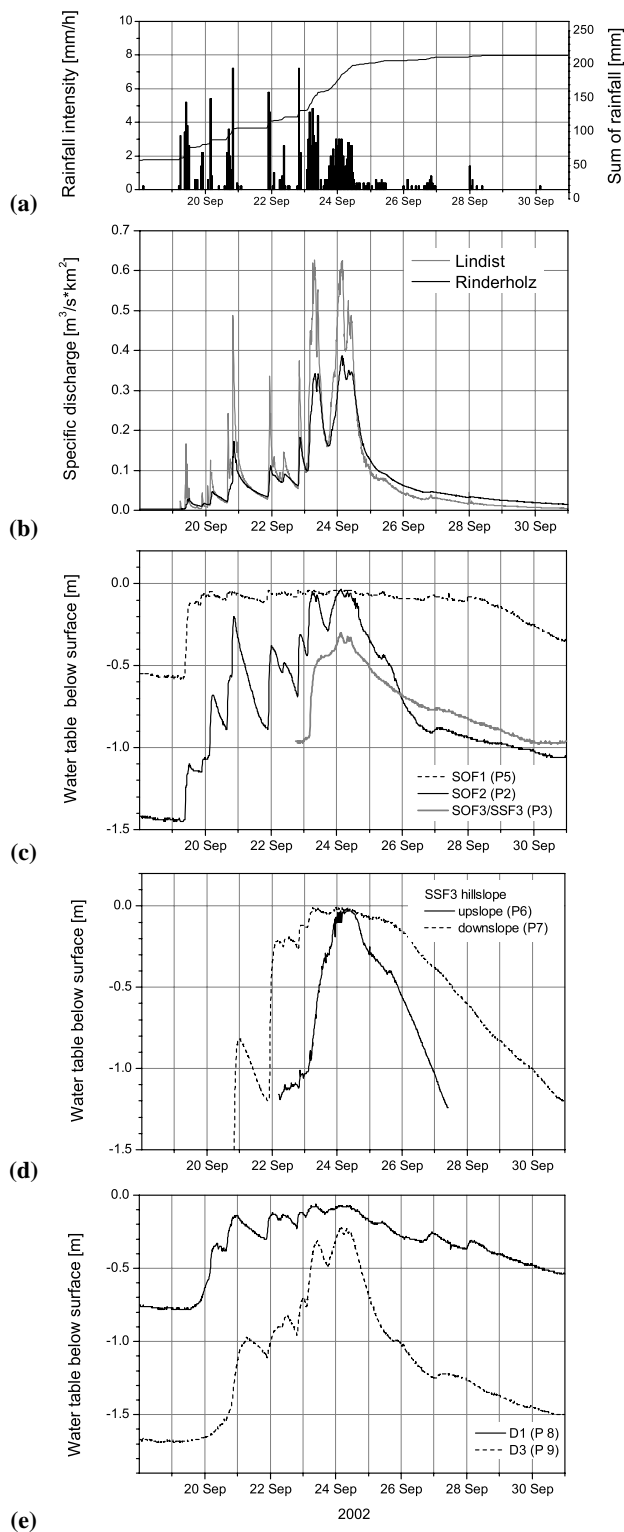 Rainfall intensity [mm/h]
10
8
6
4
2
0
250
200
150
100
50
0
Sum of rainfall [mm]
20 Sep 22 Sep 24 Sep 26 Sep 28 Sep 30 Sep
(a)
Specific discharge [m3/s*km2]
0.7
0.6
0.5
0.4
0.3
0.2
0.1
0.0
Lindist
Rinderholz
20 Sep 22 Sep 24 Sep 26 Sep 28 Sep 30 Sep
(b)
Water table below surface [m]
0.0
-0.5
-1.0
-1.5
SOF1 (P5)
SOF2 (P2)
SOF3/SSF3 (P3)
20 Sep 22 Sep 24 Sep 26 Sep 28 Sep 30 Sep
(c)
Water table below surface [m]
0.0
-0.5
-1.0
-1.5
SSF3 hillslope
upslope (P6)
downslope (P7)
20 Sep 22 Sep 24 Sep 26 Sep 28 Sep 30 Sep
(d)
Water table below surface [m]
0.0
-0.5
-1.0
-1.5
D1 (P 8)
D3 (P 9)
20 Sep 22 Sep 24 Sep 26 Sep 28 Sep 30 Sep
2002
(e)